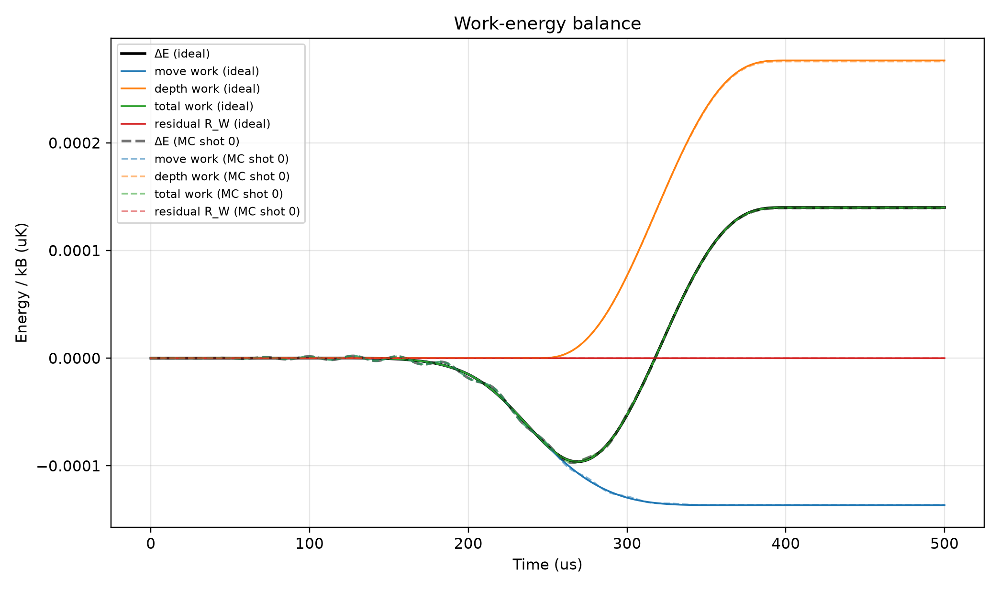 Work-energy balance
ΔE (ideal)
move work (ideal)
depth work (ideal)
total work (ideal)
residual R_W (ideal)
ΔE (MC shot 0)
move work (MC shot 0)
depth work (MC shot 0)
total work (MC shot 0)
residual R_W (MC shot 0)
Energy / kB (uK)
0.0002
0.0001
0.0000
−0.0001
0 100 200 300 400 500
Time (us)